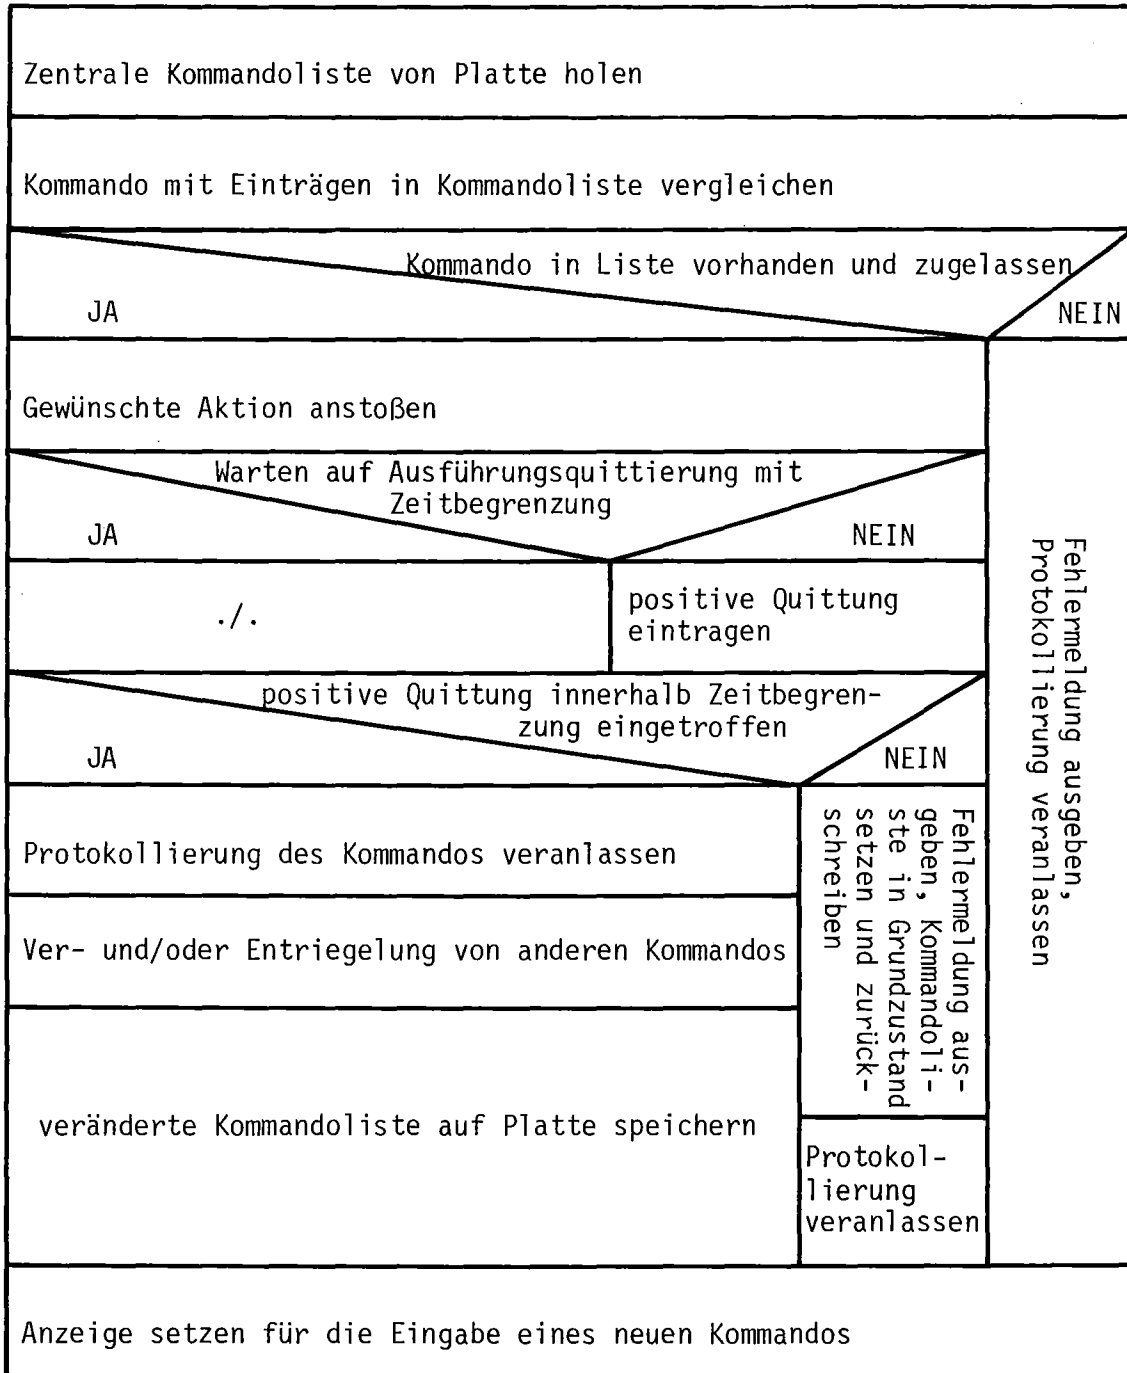 Zentrale Kommandoliste von Platte holen
Kommando mit Einträgen in Kommandoliste vergleichen
Kommando in Liste vorhanden und zugelassen
JA
NEIN
Gewünschte Aktion anstoßen
Warten auf Ausführungsquittierung mit
Zeitbegrenzung
JA
NEIN
./.
positive Quittung
eintragen
positive Quittung innerhalb Zeitbegren-
zung eingetroffen
JA
NEIN
Protokollierung des Kommandos veranlassen
Ver- und/oder Entriegelung von anderen Kommandos
veränderte Kommandoliste auf Platte speichern
Fehlermeldung aus-
geben, Kommandoli-
ste in Grundzustand
setzen und zurück-
schreiben
Protokol-
lierung
veranlassen
Fehlermeldung ausgeben,
Protokollierung veranlassen
Anzeige setzen für die Eingabe eines neuen Kommandos